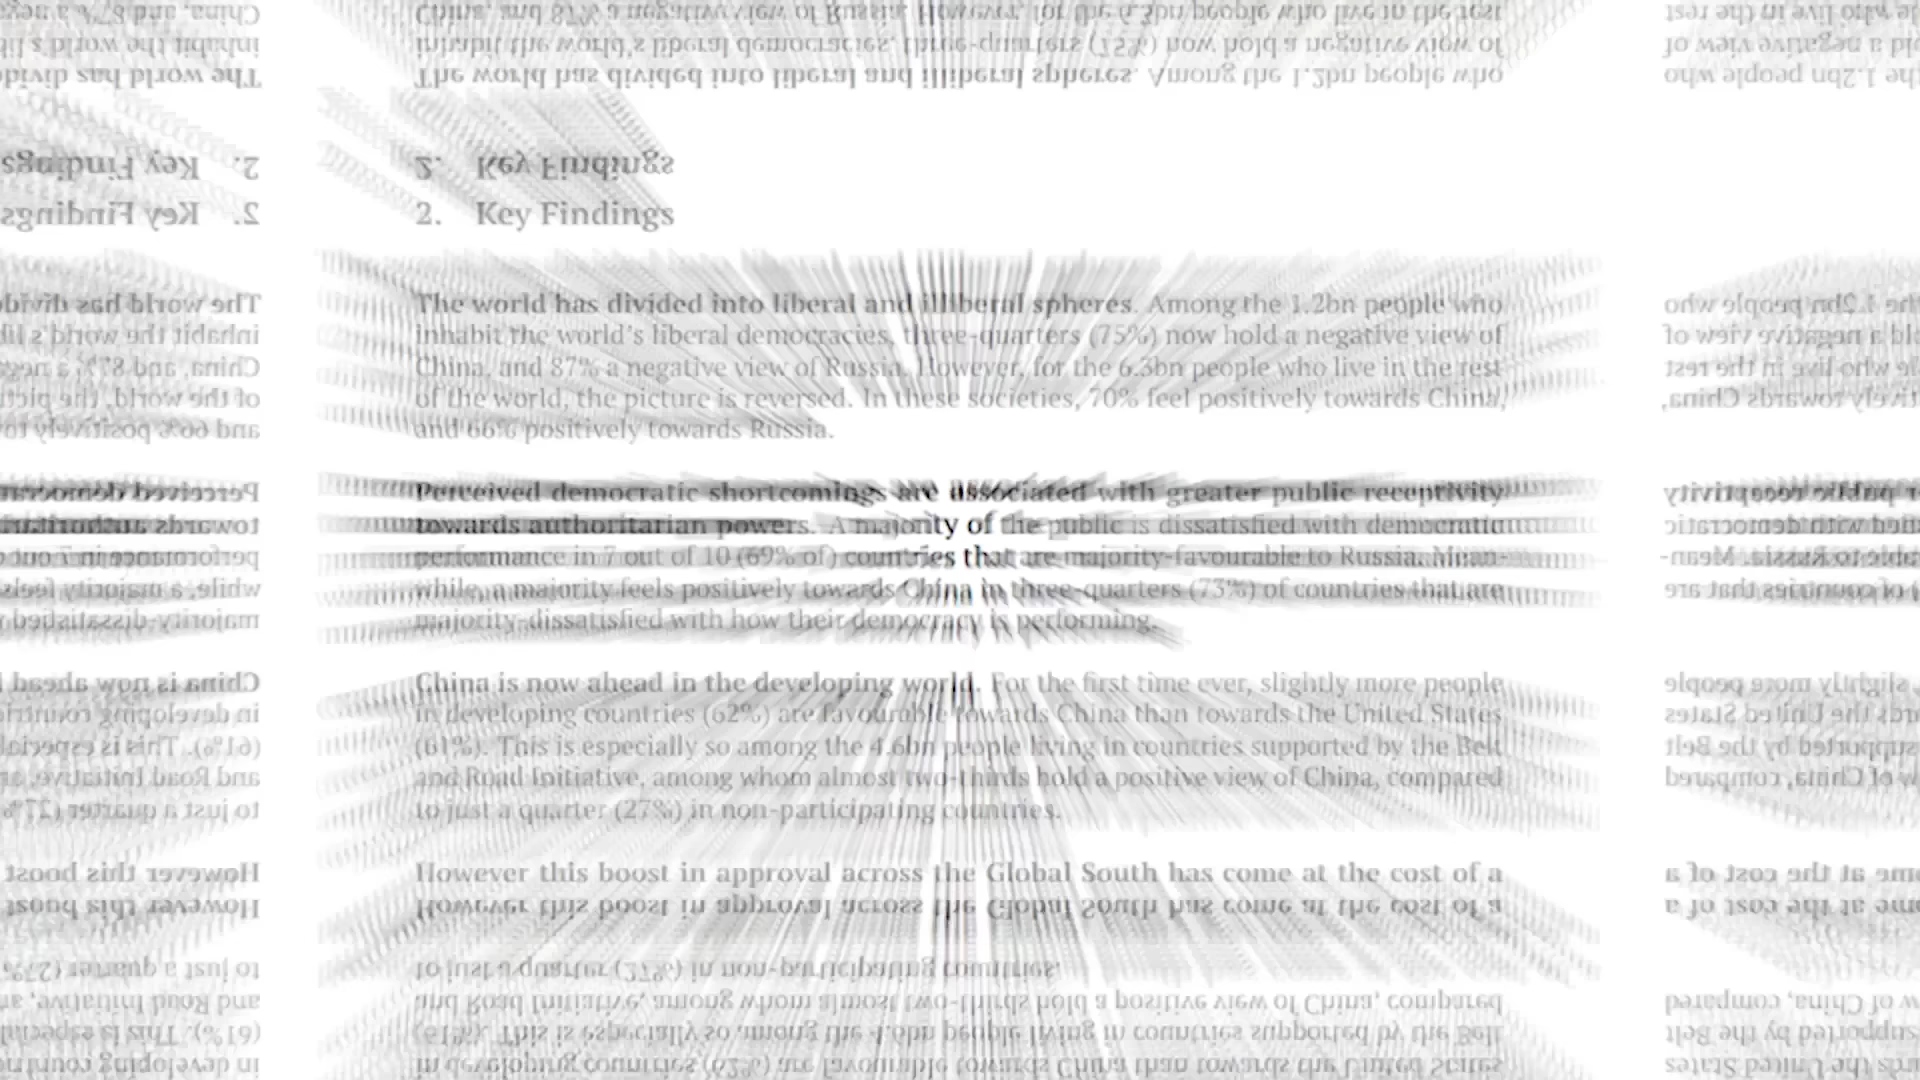 2. Key Findings
The world has divided into liberal and illiberal spheres. Among the 1.2bn people who
inhabit the world's liberal democracies, three-quarters (75%) now hold a negative view of
China, and 87% a negative view of Russia. However, for the 6.3bn people who live in the rest
of the world, the picture is reversed. In these societies, 70% feel positively towards China,
and 66% positively towards Russia.
Perceived democratic shortcomings are associated with greater public receptivity
towards authoritarian powers. A majority of the public is dissatisfied with democratic
performance in 7 out of 10 (69% of) countries that are majority-favourable to Russia. Mean-
while, a majority feels positively towards China in three-quarters (73%) of countries that are
majority-dissatisfied with how their democracy is performing.
China is now ahead in the developing world. For the first time ever, slightly more people
in developing countries (62%) are favourable towards China than towards the United States
(61%). This is especially so among the 4.6bn people living in countries supported by the Belt
and Road Initiative, among whom almost two-thirds hold a positive view of China, compared
to just a quarter (27%) in non-participating countries.
However this boost in approval across the Global South has come at the cost of a